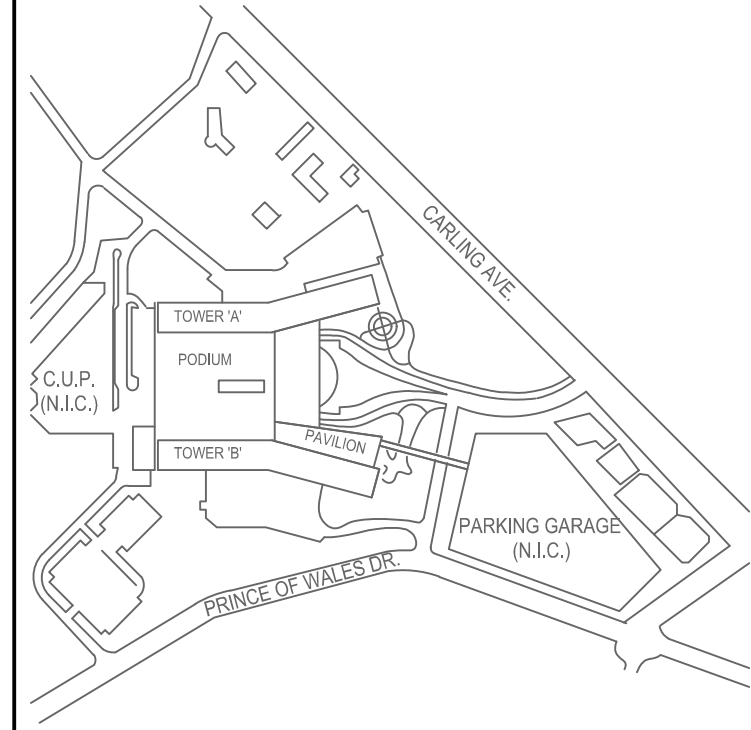 CARLING AVE.
TOWER 'A'
PODIUM
C.U.P.
(N.I.C.)
PAVILION
TOWER 'B'
PARKING GARAGE
(N.I.C.)
PRINCE OF WALES DR.